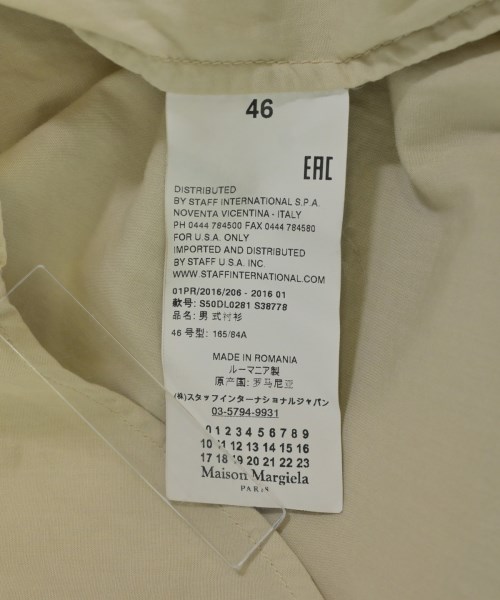 46
EAC
DISTRIBUTED
BY STAFF INTERNATIONAL S.P.A.
NOVENTA VICENTINA - ITALY
PH 0444 784500 FAX 0444 784580
FOR U.S.A. ONLY
IMPORTED AND DISTRIBUTED
BY STAFF U.S.A. INC
WWW.STAFFINTERNATIONAL.COM
01PR/2016/206 - 2016 01
款号: S50DL0281 S38778
品名: 男式衬衫
46 号型: 165/84A
MADE IN ROMANIA
ルーマニア製
原产国: 罗马尼亚
(株)スタッフインターナショナルジャパン
03-5794-9931
0 1 2 3 4 5 6 7 8 9
10 11 12 13 14 15 16
17 18 19 20 21 22 23
Maison Margiela
PARIS